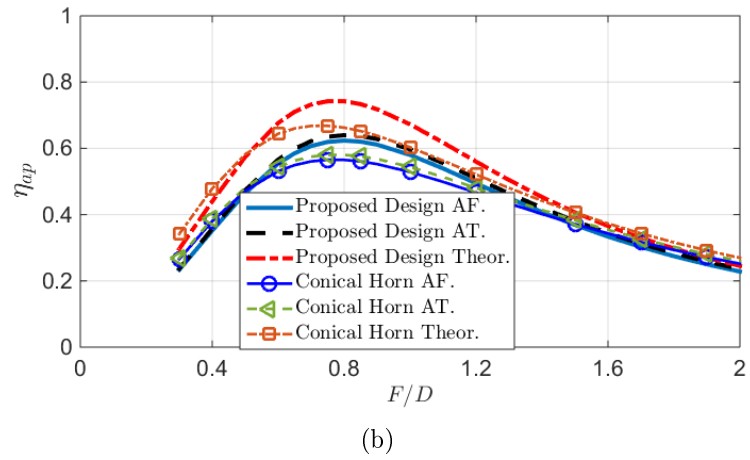 1
0.8
0.6
0.4
0.2
0
η_ap
Proposed Design AF.
Proposed Design AT.
Proposed Design Theor.
Conical Horn AF.
Conical Horn AT.
Conical Horn Theor.
0 0.4 0.8 1.2 1.6 2
F/D
(b)